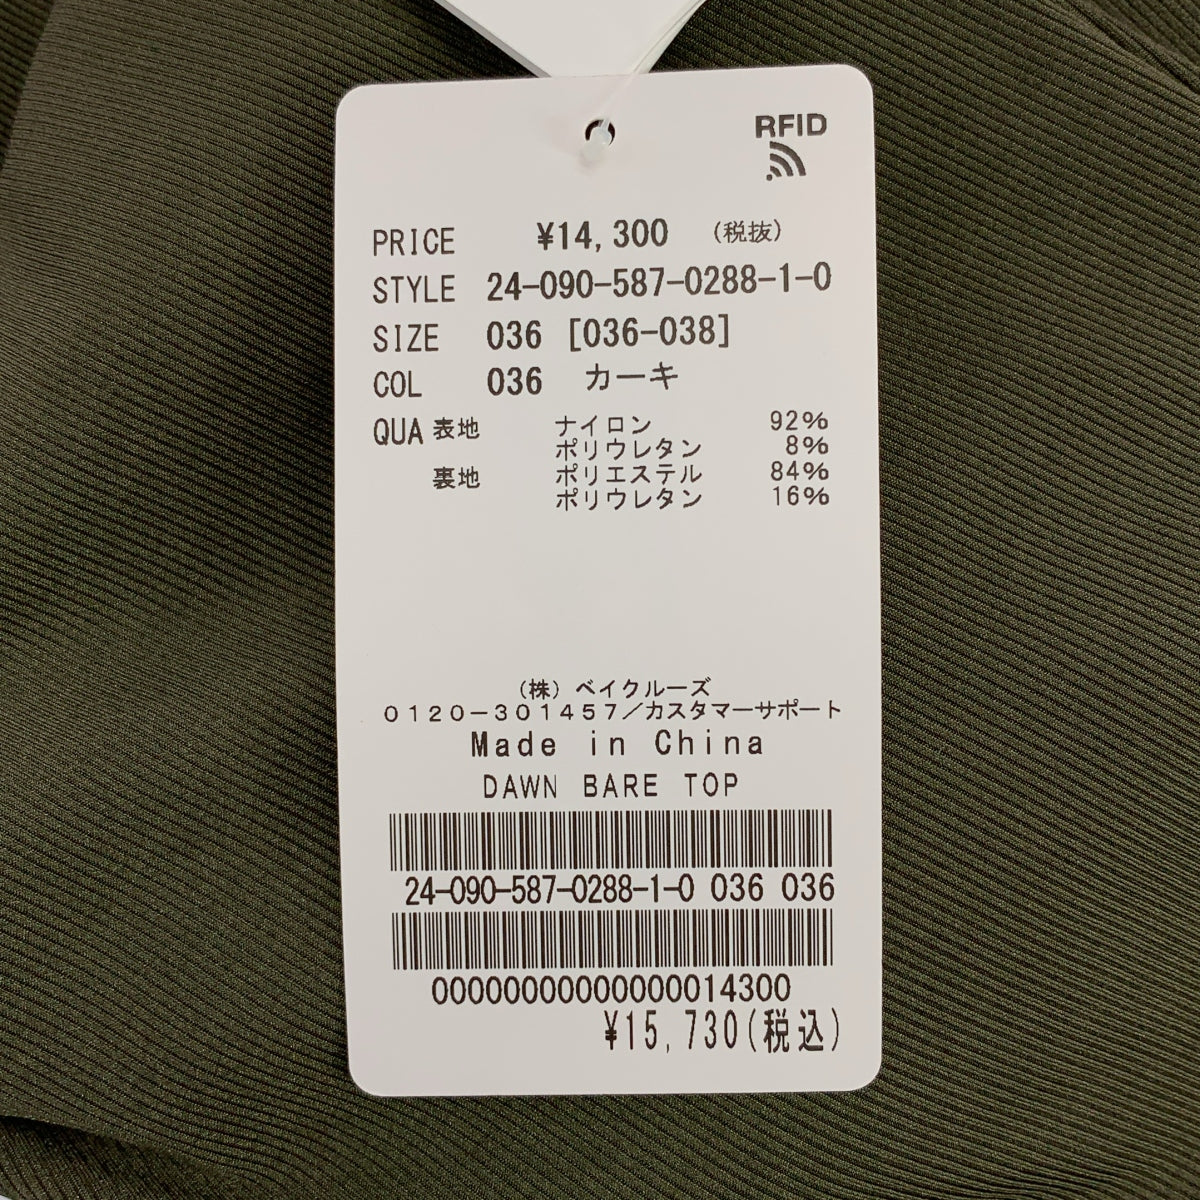 RFID
PRICE ¥14,300 (税抜)
STYLE 24-090-587-0288-1-0
SIZE 036 [036-038]
COL 036 カーキ
QUA 表地 ナイロン 92%
ポリウレタン 8%
裏地 ポリエステル 84%
ポリウレタン 16%
(株)ベイクルーズ
0120-301457/カスタマーサポート
Made in China
DAWN BARE TOP
24-090-587-0288-1-0 036 036
00000000000000014300
¥15,730(税込)